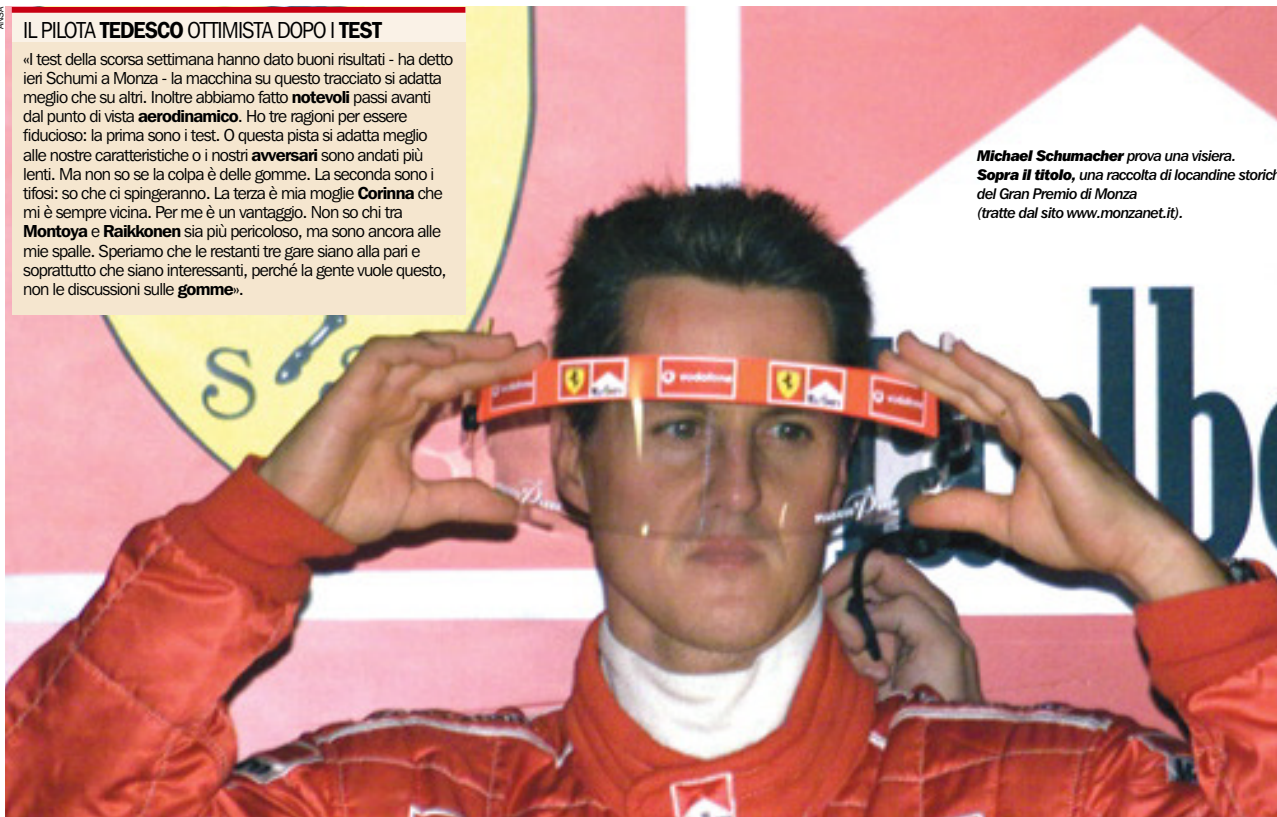 ANSA
IL PILOTA TEDESCO OTTIMISTA DOPO I TEST
«I test della scorsa settimana hanno dato buoni risultati - ha detto
ieri Schumi a Monza - la macchina su questo tracciato si adatta
meglio che su altri. Inoltre abbiamo fatto notevoli passi avanti
dal punto di vista aerodinamico. Ho tre ragioni per essere
fiducioso: la prima sono i test. O questa pista si adatta meglio
alle nostre caratteristiche o i nostri avversari sono andati più
lenti. Ma non so se la colpa è delle gomme. La seconda sono i
tifosi: so che ci spingeranno. La terza è mia moglie Corinna che
mi è sempre vicina. Per me è un vantaggio. Non so chi tra
Montoya e Raikkonen sia più pericoloso, ma sono ancora alle
mie spalle. Speriamo che le restanti tre gare siano alla pari e
soprattutto che siano interessanti, perché la gente vuole questo,
non le discussioni sulle gomme».
Michael Schumacher prova una visiera.
Sopra il titolo, una raccolta di locandine storich
del Gran Premio di Monza
(tratte dal sito www.monzanet.it).
S
vodafone vodafone vodafone